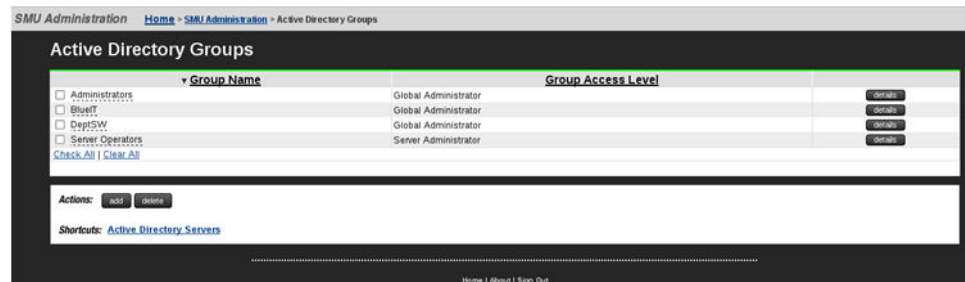 SMU Administration Home > SMU Administration > Active Directory Groups
Active Directory Groups
▼ Group Name Group Access Level
Administrators Global Administrator details
BlueIT Global Administrator details
DeptSW Global Administrator details
Server Operators Server Administrator details
Check All | Clear All
Actions: add delete
Shortcuts: Active Directory Servers
Home | About | Sign Out